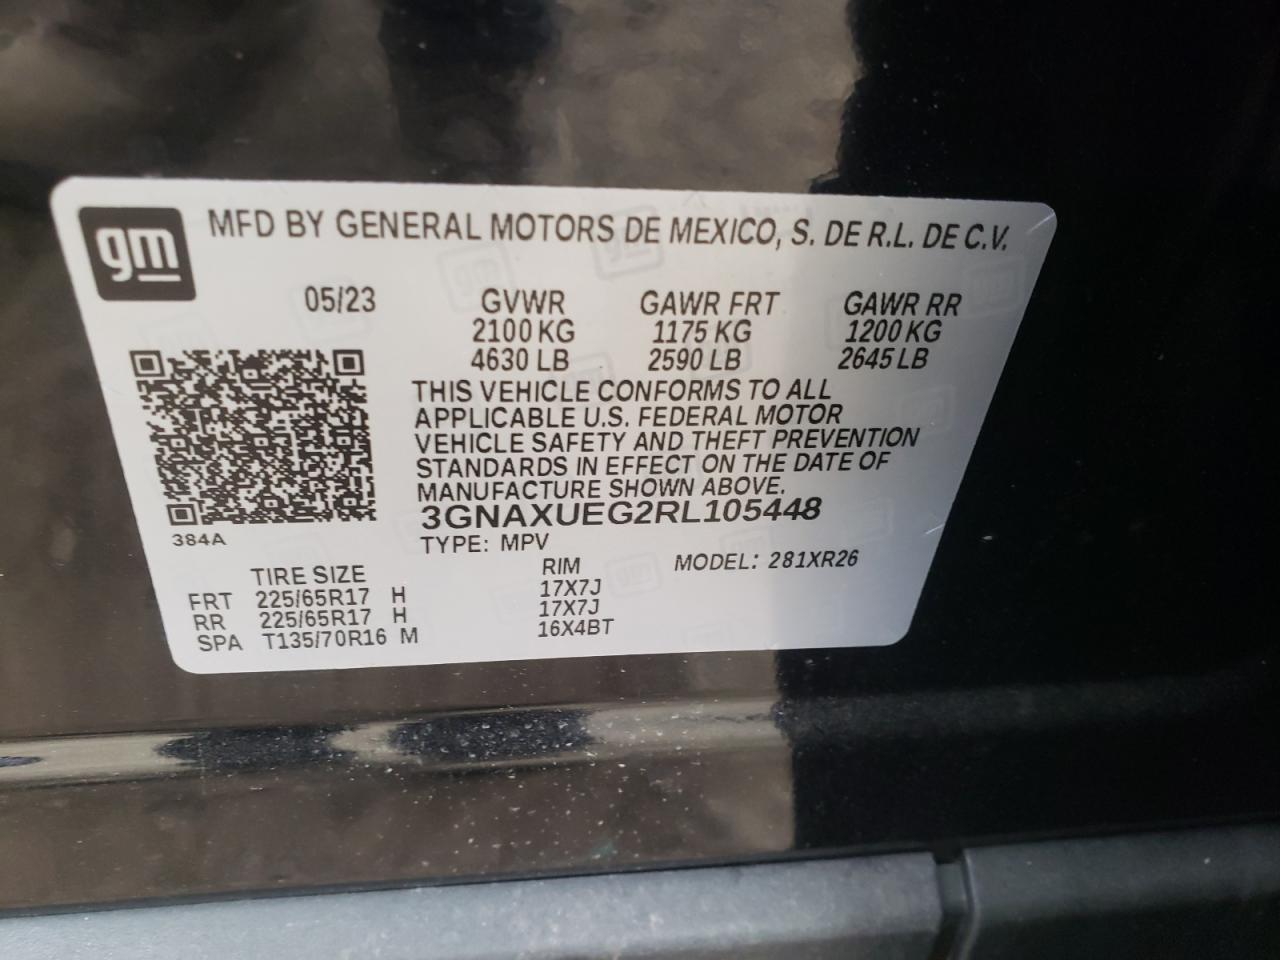 gm
MFD BY GENERAL MOTORS DE MEXICO, S. DE R.L. DE C.V.
05/23 GVWR GAWR FRT GAWR RR
2100 KG 1175 KG 1200 KG
4630 LB 2590 LB 2645 LB
THIS VEHICLE CONFORMS TO ALL
APPLICABLE U.S. FEDERAL MOTOR
VEHICLE SAFETY AND THEFT PREVENTION
STANDARDS IN EFFECT ON THE DATE OF
MANUFACTURE SHOWN ABOVE.
3GNAXUEG2RL105448
384A
TYPE: MPV
MODEL: 281XR26
TIRE SIZE RIM
FRT 225/65R17 H 17X7J
RR 225/65R17 H 17X7J
SPA T135/70R16 M 16X4BT